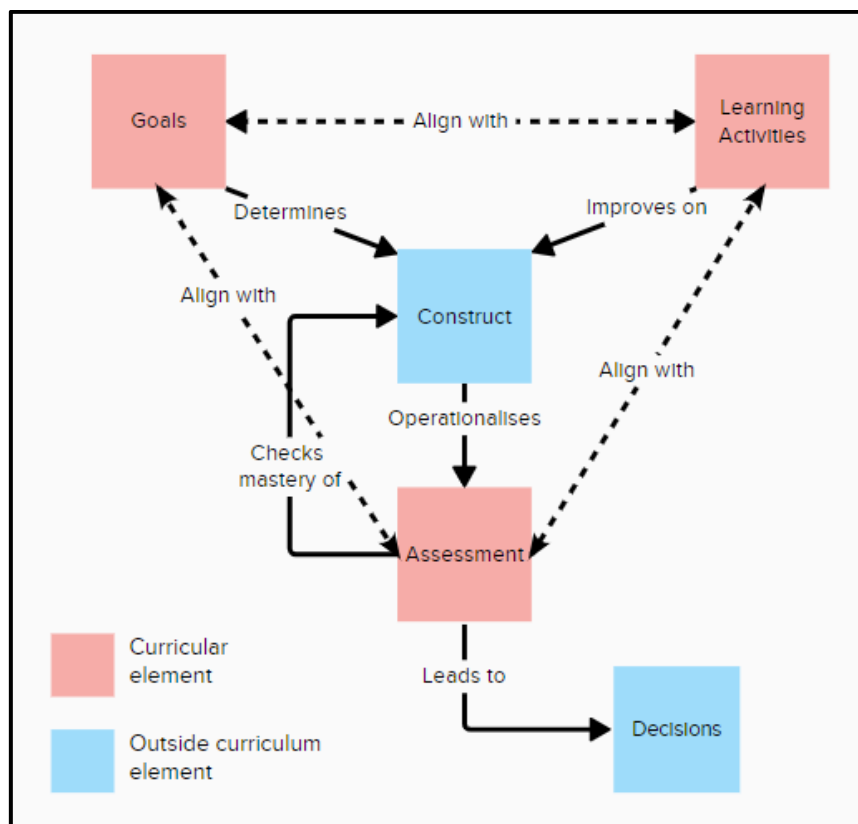 Goals
Align with
Learning
Activities
Determines
Improves on
Align with
Construct
Align with
Operationalises
Checks
mastery of
Assessment
Leads to
Curricular
element
Decisions
Outside curriculum
element